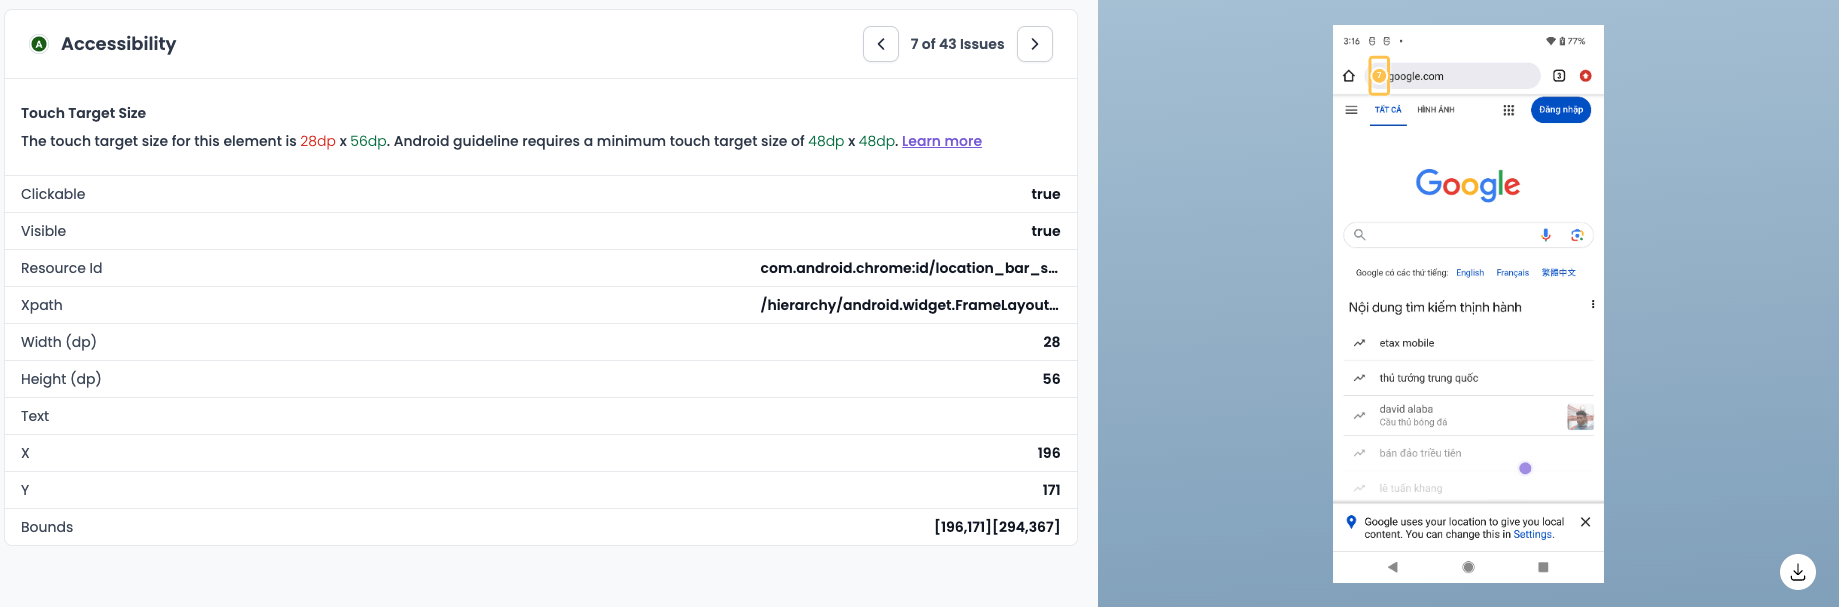 A Accessibility
7 of 43 Issues
Touch Target Size
The touch target size for this element is 28dp x 56dp. Android guideline requires a minimum touch target size of 48dp x 48dp. Learn more
Clickable true
Visible true
Resource Id com.android.chrome:id/location_bar_s...
Xpath /hierarchy/android.widget.FrameLayout...
Width (dp) 28
Height (dp) 56
Text
X 196
Y 171
Bounds [196,171][294,367]
3:16 77%
7 google.com 3
TẤT CẢ HÌNH ẢNH Đăng nhập
Google
Google có các thứ tiếng: English Français 繁體中文
Nội dung tìm kiếm thịnh hành
etax mobile
thủ tướng trung quốc
david alaba
Cầu thủ bóng đá
bán đảo triều tiên
lê tuấn khang
Google uses your location to give you local
content. You can change this in Settings.